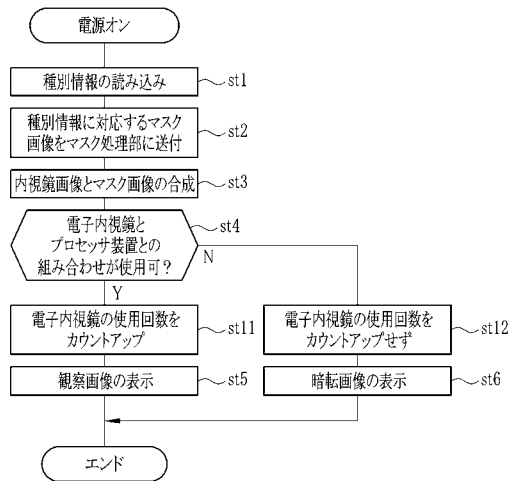 電源オン
種別情報の読み込み
st1
種別情報に対応するマスク
画像をマスク処理部に送付
st2
内視鏡画像とマスク画像の合成
st3
電子内視鏡と
プロセッサ装置との
組み合わせが使用可?
st4
N
Y
電子内視鏡の使用回数を
カウントアップ
st11
電子内視鏡の使用回数を
カウントアップせず
st12
観察画像の表示
st5
暗転画像の表示
st6
エンド